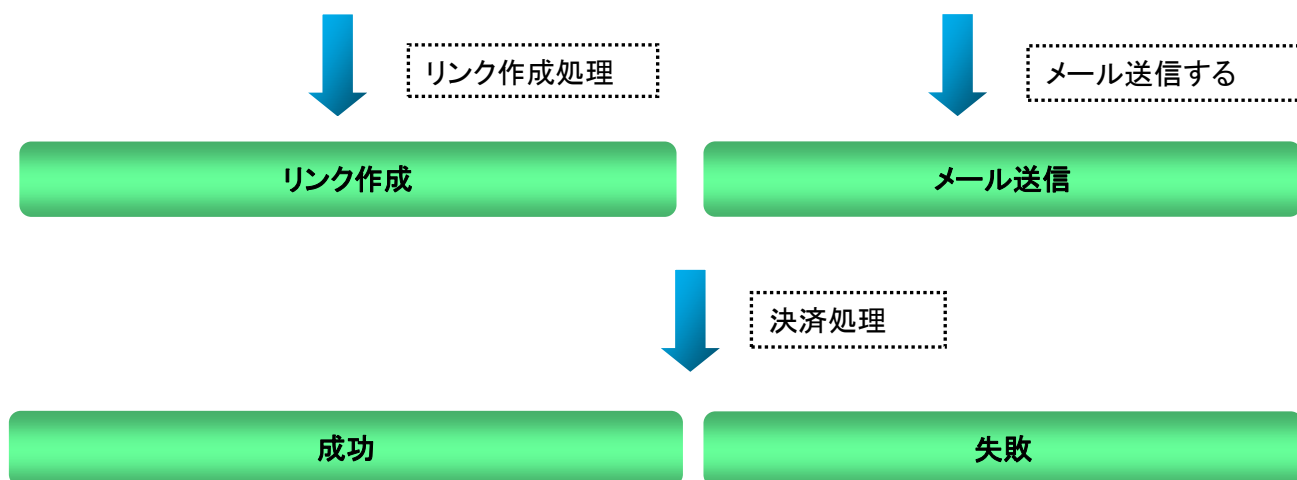 リンク作成処理
メール送信する
リンク作成
メール送信
決済処理
成功
失敗